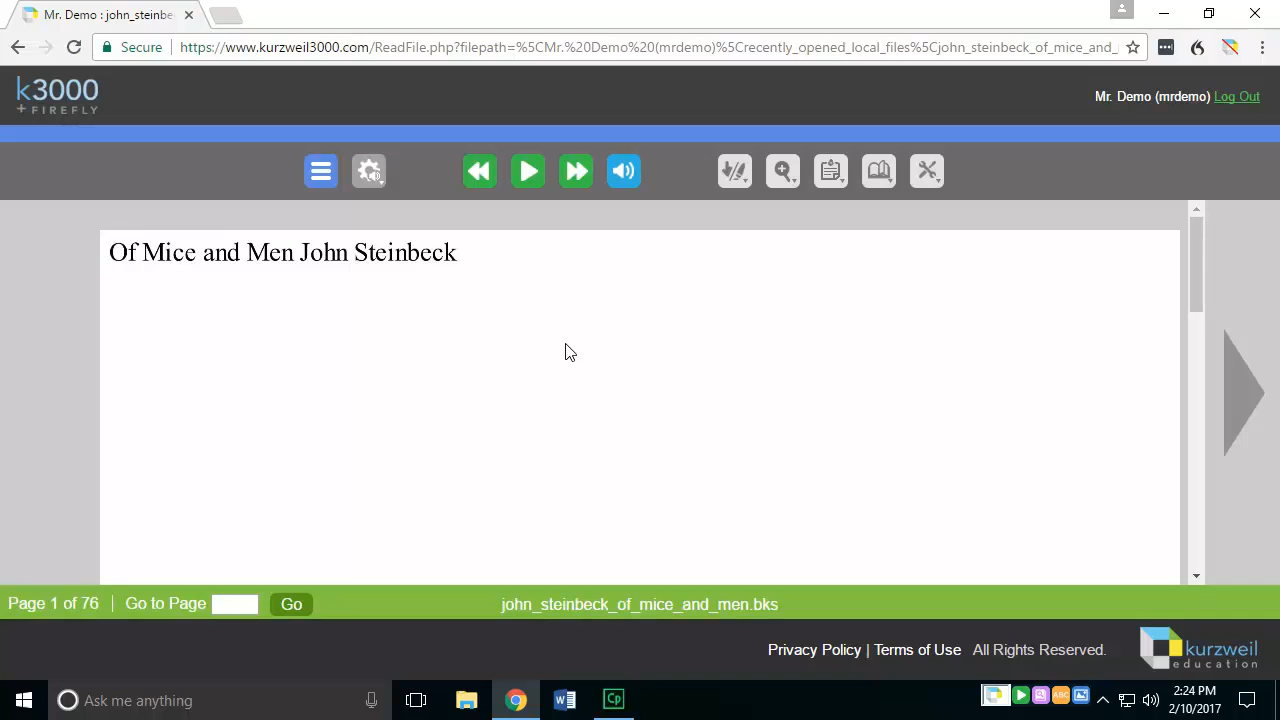 Mr. Demo : john_steinbe
Secure
https://www.kurzweil3000.com/ReadFile.php?filepath=%5CMr.%20Demo%20(mrdemo)%5Crecently_opened_local_files%5Cjohn_steinbeck_of_mice_and_
k3000
+FIREFLY
Mr. Demo (mrdemo) Log Out
Of Mice and Men John Steinbeck
Page 1 of 76 | Go to Page Go
john_steinbeck_of_mice_and_men.bks
Privacy Policy | Terms of Use All Rights Reserved.
kurzweil
education
Ask me anything
Cp
ABC
2:24 PM
2/10/2017